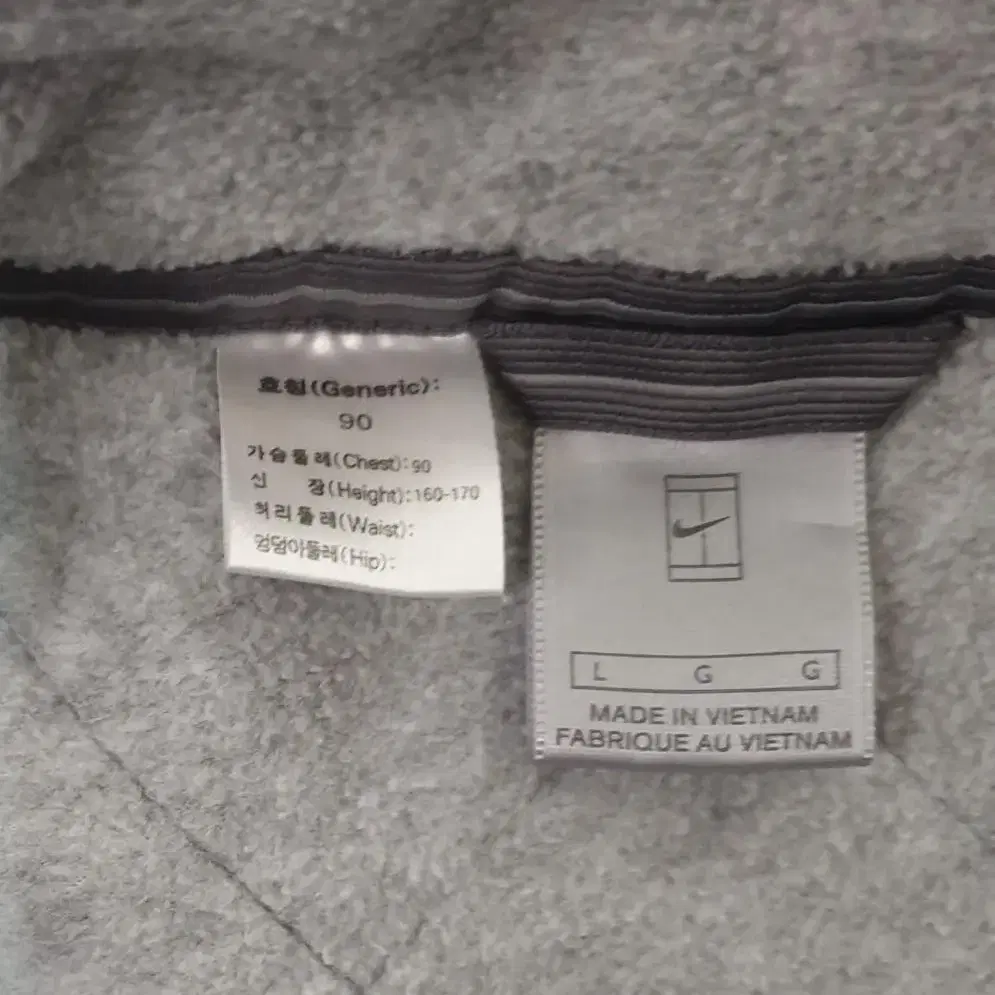 호칭(Generic):
90
가슴둘레(Chest):90
신 장(Height):160-170
허리둘레(Waist):
엉덩이둘레(Hip):
L G G
MADE IN VIETNAM
FABRIQUE AU VIETNAM